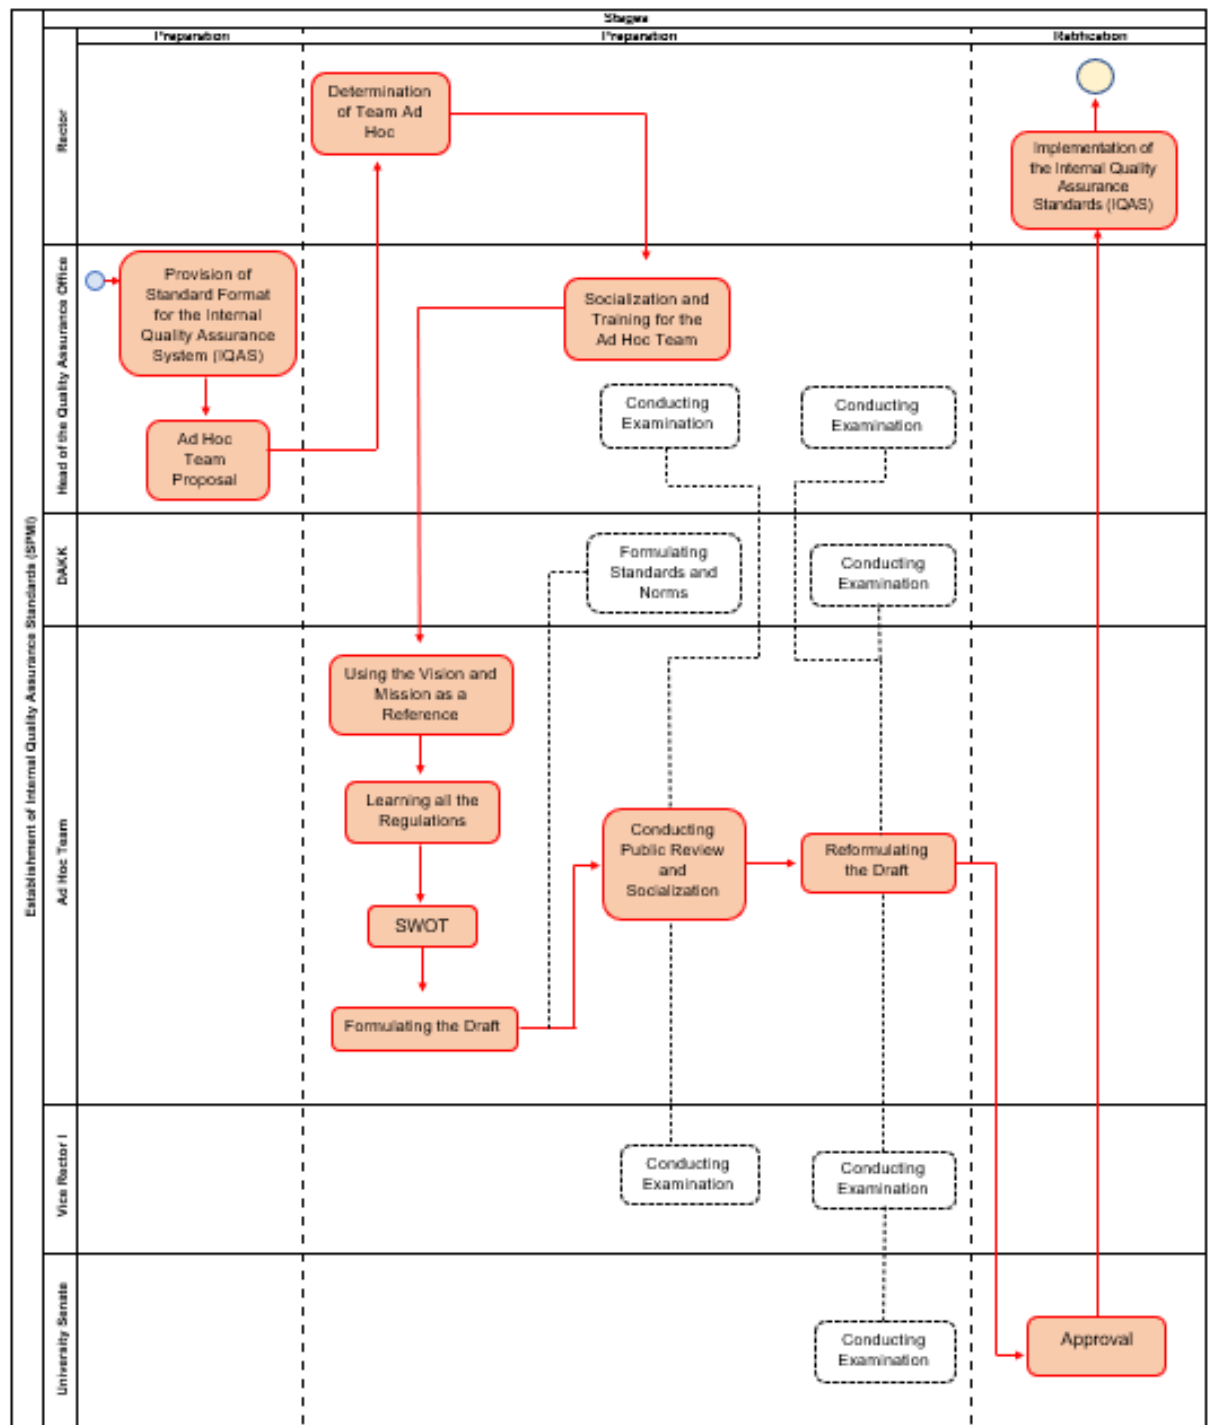 Stages
Preparation
Preparation
Ratification
Establishment of Internal Quality Assurance Standards (SPMI)
Rector
Determination
of Team Ad
Hoc
Implementation of
the Internal Quality
Assurance
Standards (IQAS)
Head of the Quality Assurance Office
Provision of
Standard Format
for the Internal
Quality Assurance
System (IQAS)
Ad Hoc
Team
Proposal
Socialization and
Training for the
Ad Hoc Team
Conducting
Examination
Conducting
Examination
DAKK
Formulating
Standards and
Norms
Conducting
Examination
Ad Hoc Team
Using the Vision and
Mission as a
Reference
Learning all the
Regulations
SWOT
Formulating the Draft
Conducting
Public Review
and
Socialization
Reformulating
the Draft
Vice Rector I
Conducting
Examination
Conducting
Examination
University Senate
Conducting
Examination
Approval